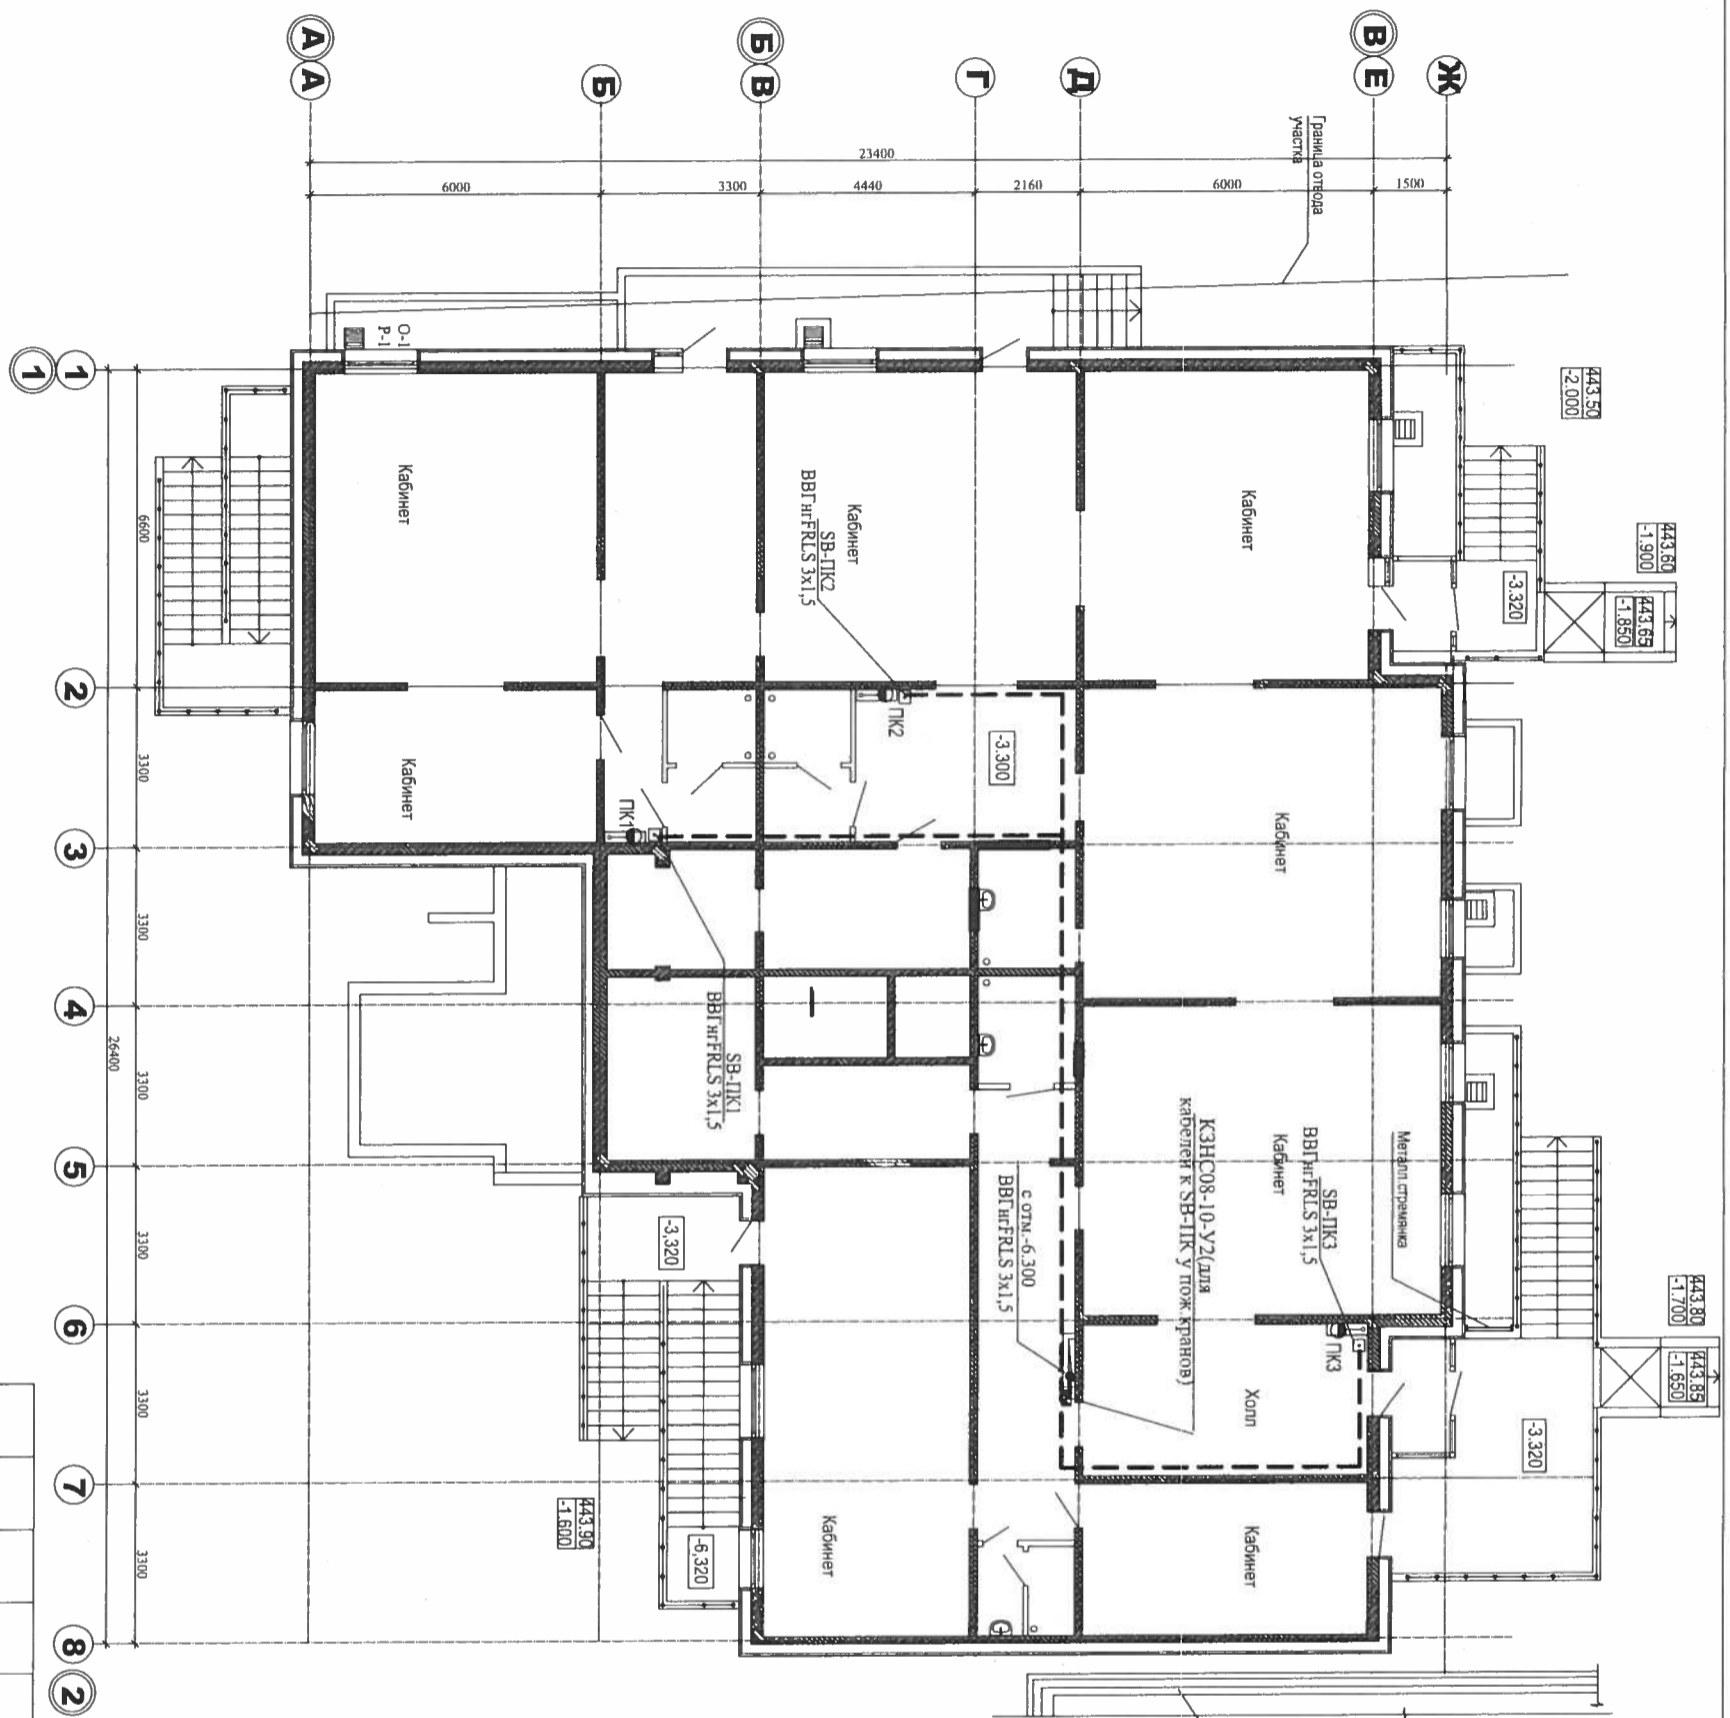 А
А
Б
Б
В
Г
Д
В
Е
Ж
23400
6000
3300
4440
2160
6000
1500
Граница отвода
участка
443.50
-2.000
443.60
-1.900
443.65
-1.850
-3.320
О-1
Р-1
1
1
2
3
4
5
6
7
8
2
6600
3300
3300
3300
3300
3300
3300
26400
Кабинет
Кабинет
SB-ПК2
ВВГнгFRLS 3х1,5
Кабинет
ПК2
-3.300
Кабинет
Кабинет
ПК1
SB-ПК1
ВВГнгFRLS 3х1,5
с отм.-6.300
ВВГнгFRLS 3х1,5
КЗНС08-10-У2(для
кабелей к SB-ПК у пож.кранов)
Кабинет
SB-ПК3
ВВГнгFRLS 3х1,5
Металл.стремянка
ПК3
Холл
443.80
-1.700
443.85
-1.650
-3.320
-3,320
443.90
-1.600
-6,320
Кабинет
Кабинет